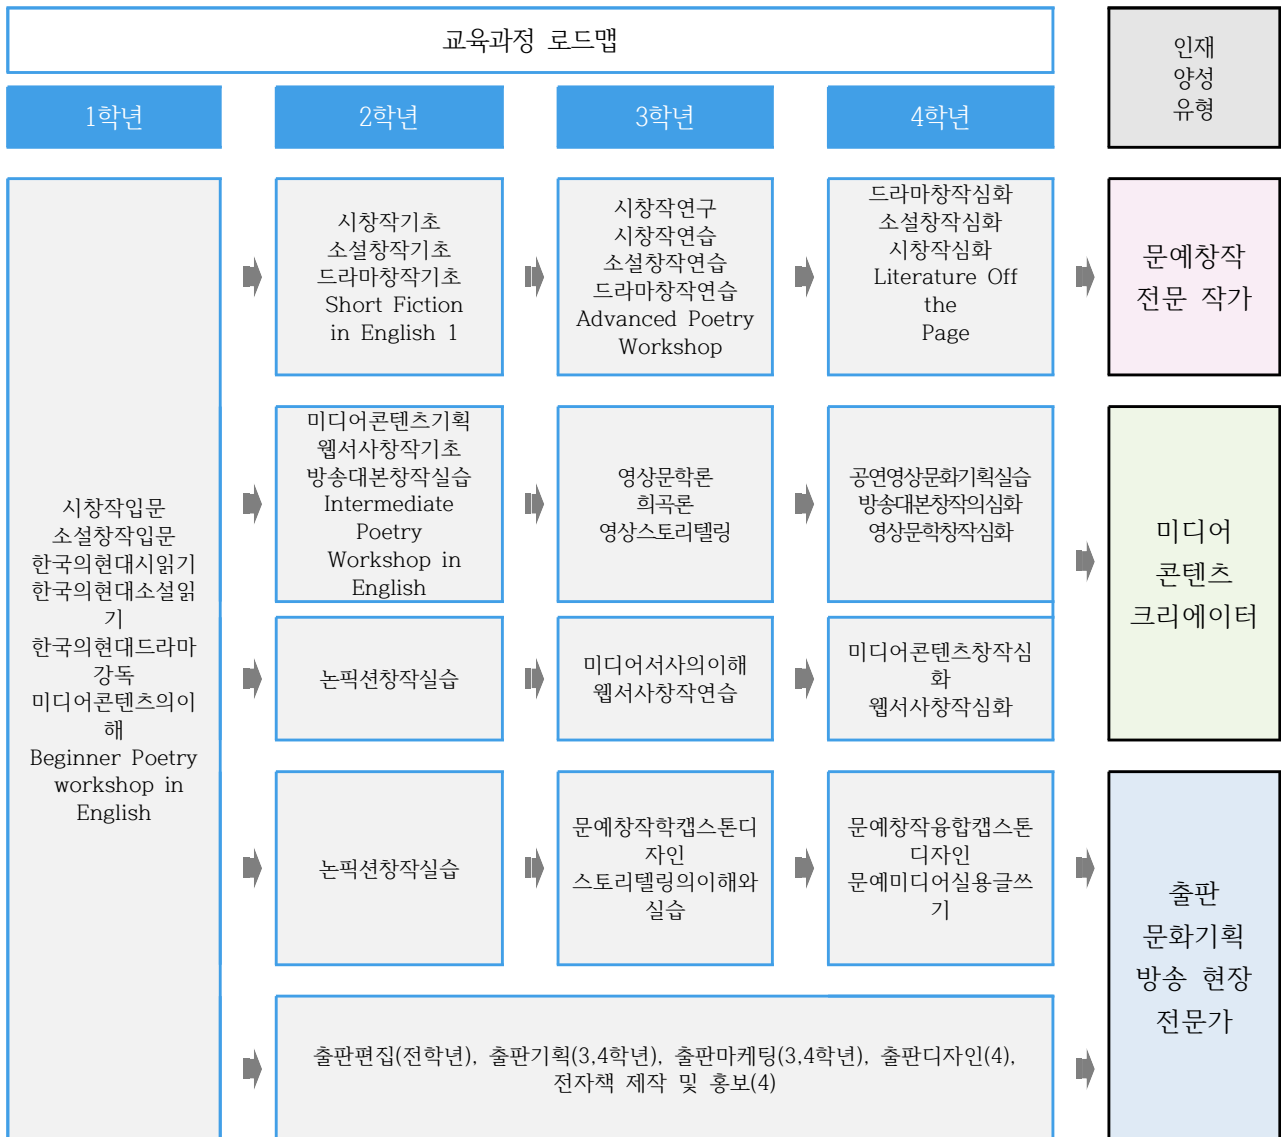 교육과정 로드맵
인재
양성
유형
1학년
2학년
3학년
4학년
시창작입문
소설창작입문
한국의현대시읽기
한국의현대소설읽
기
한국의현대드라마
강독
미디어콘텐츠의이
해
Beginner Poetry
workshop in
English
시창작기초
소설창작기초
드라마창작기초
Short Fiction
in English 1
시창작연구
시창작연습
소설창작연습
드라마창작연습
Advanced Poetry
Workshop
드라마창작심화
소설창작심화
시창작심화
Literature Off
the
Page
문예창작
전문 작가
미디어콘텐츠기획
웹서사창작기초
방송대본창작실습
Intermediate
Poetry
Workshop in
English
영상문학론
희곡론
영상스토리텔링
공연영상문화기획실습
방송대본창작의심화
영상문학창작심화
미디어
콘텐츠
크리에이터
논픽션창작실습
미디어서사의이해
웹서사창작연습
미디어콘텐츠창작심
화
웹서사창작심화
논픽션창작실습
문예창작학캡스톤디
자인
스토리텔링의이해와
실습
문예창작융합캡스톤
디자인
문예미디어실용글쓰
기
출판
문화기획
방송 현장
전문가
출판편집(전학년), 출판기획(3,4학년), 출판마케팅(3,4학년), 출판디자인(4),
전자책 제작 및 홍보(4)